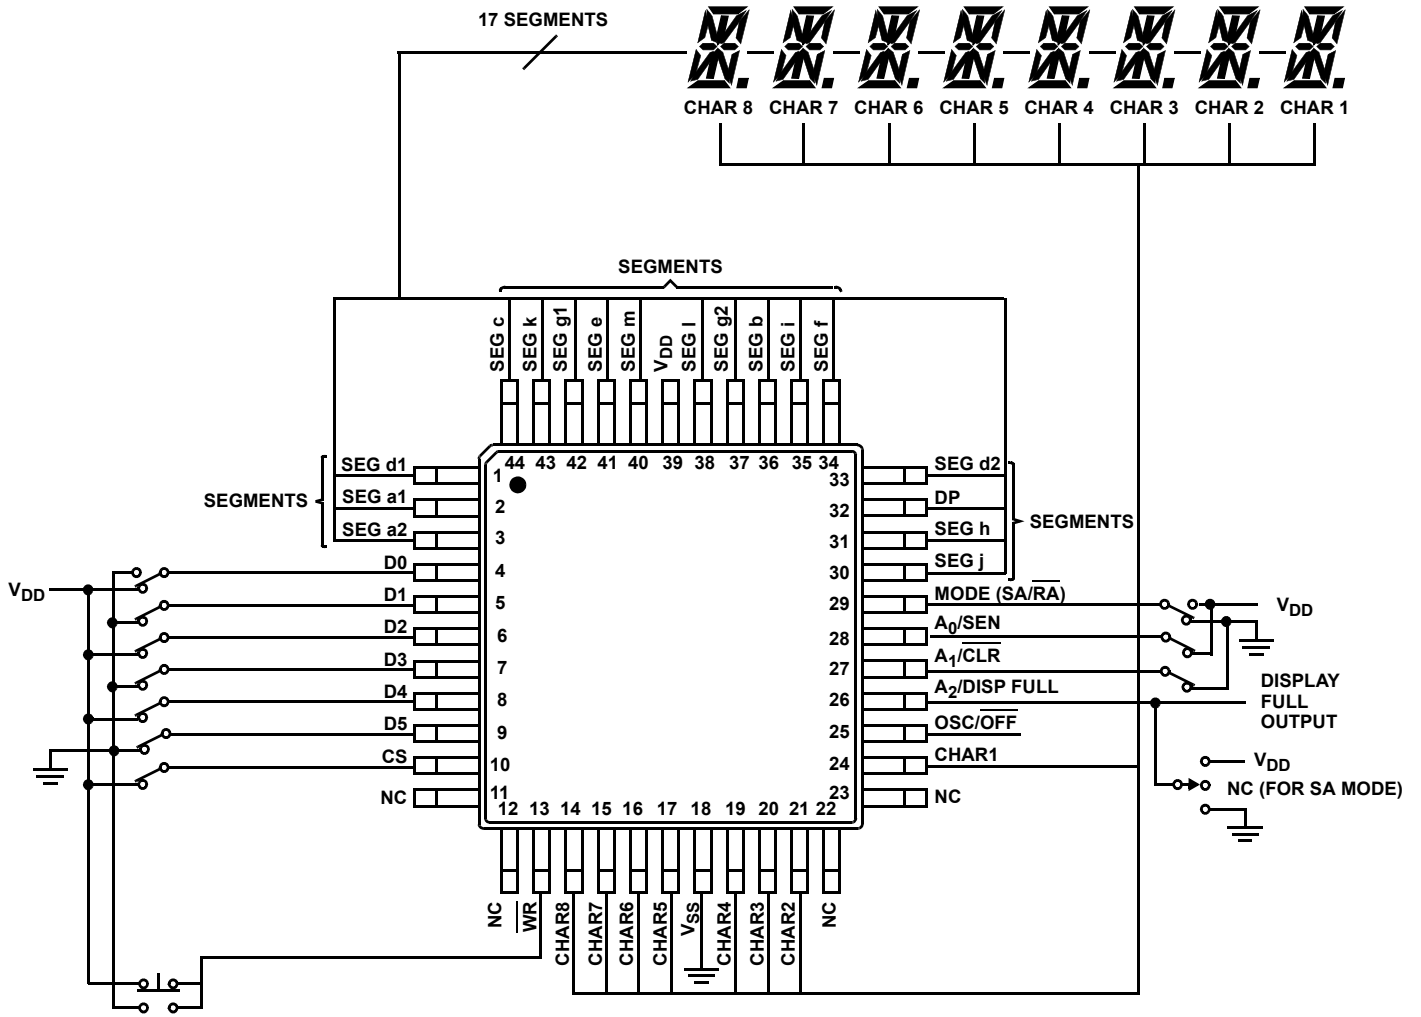 17 SEGMENTS
CHAR 8 CHAR 7 CHAR 6 CHAR 5 CHAR 4 CHAR 3 CHAR 2 CHAR 1
SEGMENTS
SEG c
SEG k
SEG g1
SEG e
SEG m
VDD
SEG l
SEG g2
SEG b
SEG i
SEG f
44 43 42 41 40 39 38 37 36 35 34
SEGMENTS
SEG d1 1
SEG a1 2
SEG a2 3
D0 4
D1 5
D2 6
D3 7
D4 8
D5 9
CS 10
NC 11
VDD
33 SEG d2
32 DP
31 SEG h
30 SEG j
SEGMENTS
29 MODE (SA/R̅A̅)
28 A0/SEN
27 A1/C̅L̅R̅
26 A2/DISP FULL
25 OSC/O̅F̅F̅
24 CHAR1
23 NC
VDD
DISPLAY
FULL
OUTPUT
VDD
NC (FOR SA MODE)
12 13 14 15 16 17 18 19 20 21 22
NC
W̅R̅
CHAR8
CHAR7
CHAR6
CHAR5
VSS
CHAR4
CHAR3
CHAR2
NC